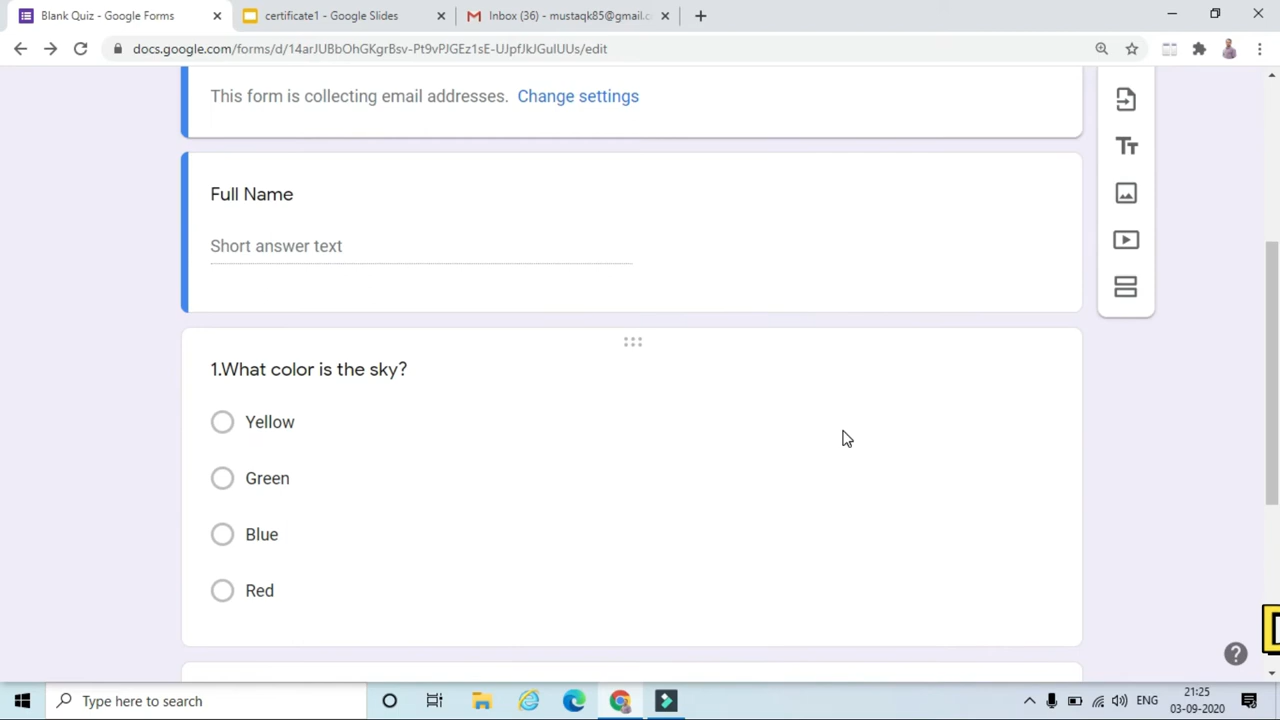 Blank Quiz - Google Forms
certificate1 - Google Slides
Inbox (36) - mustaqk85@gmail.c
docs.google.com/forms/d/14arJUBbOhGKgrBsv-Pt9vPJGEz1sE-UJpfJkJGulUUs/edit
This form is collecting email addresses. Change settings
Full Name
Short answer text
1.What color is the sky?
Yellow
Green
Blue
Red
Type here to search
ENG
21:25
03-09-2020